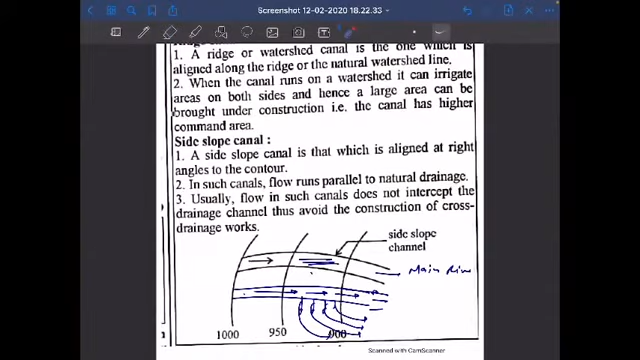 Screenshot 12-02-2020 18.22.33
1. A ridge or watershed canal is the one which is
aligned along the ridge or the natural watershed line.
2. When the canal runs on a watershed it can irrigate
areas on both sides and hence a large area can be
brought under construction i.e. the canal has higher
command area.
Side slope canal :
1. A side slope canal is that which is aligned at right
angles to the contour.
2. In such canals, flow runs parallel to natural drainage.
3. Usually, flow in such canals does not intercept the
drainage channel thus avoid the construction of cross-
drainage works.
side slope
channel
Main River
1000 950 900
Scanned with CamScanner